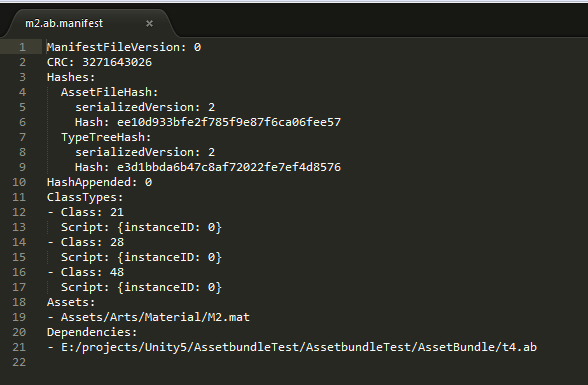 m2.ab.manifest ×
1 ManifestFileVersion: 0
2 CRC: 3271643026
3 Hashes:
4   AssetFileHash:
5     serializedVersion: 2
6     Hash: ee10d933bfe2f785f9e87f6ca06fee57
7   TypeTreeHash:
8     serializedVersion: 2
9     Hash: e3d1bbda6b47c8af72022fe7ef4d8576
10 HashAppended: 0
11 ClassTypes:
12 - Class: 21
13   Script: {instanceID: 0}
14 - Class: 28
15   Script: {instanceID: 0}
16 - Class: 48
17   Script: {instanceID: 0}
18 Assets:
19 - Assets/Arts/Material/M2.mat
20 Dependencies:
21 - E:/projects/Unity5/AssetbundleTest/AssetbundleTest/AssetBundle/t4.ab
22